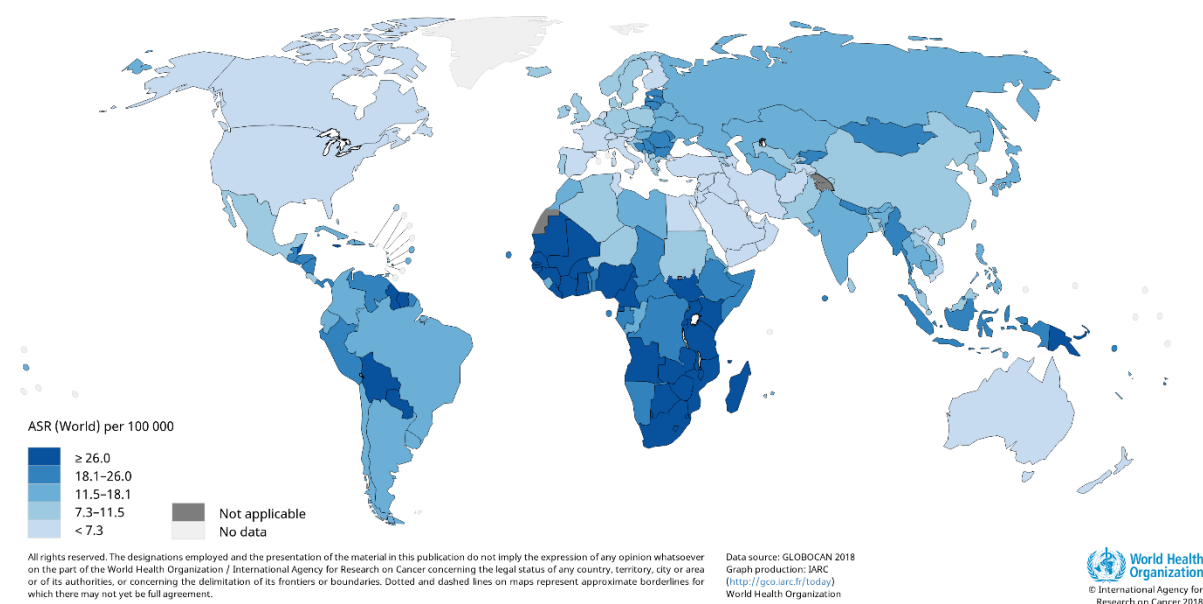 ASR (World) per 100 000
≥ 26.0
18.1–26.0
11.5–18.1
7.3–11.5
< 7.3
Not applicable
No data
All rights reserved. The designations employed and the presentation of the material in this publication do not imply the expression of any opinion whatsoever
on the part of the World Health Organization / International Agency for Research on Cancer concerning the legal status of any country, territory, city or area
or of its authorities, or concerning the delimitation of its frontiers or boundaries. Dotted and dashed lines on maps represent approximate borderlines for
which there may not yet be full agreement.
Data source: GLOBOCAN 2018
Graph production: IARC
(http://gco.iarc.fr/today)
World Health Organization
World Health
Organization
© International Agency for
Research on Cancer 2018